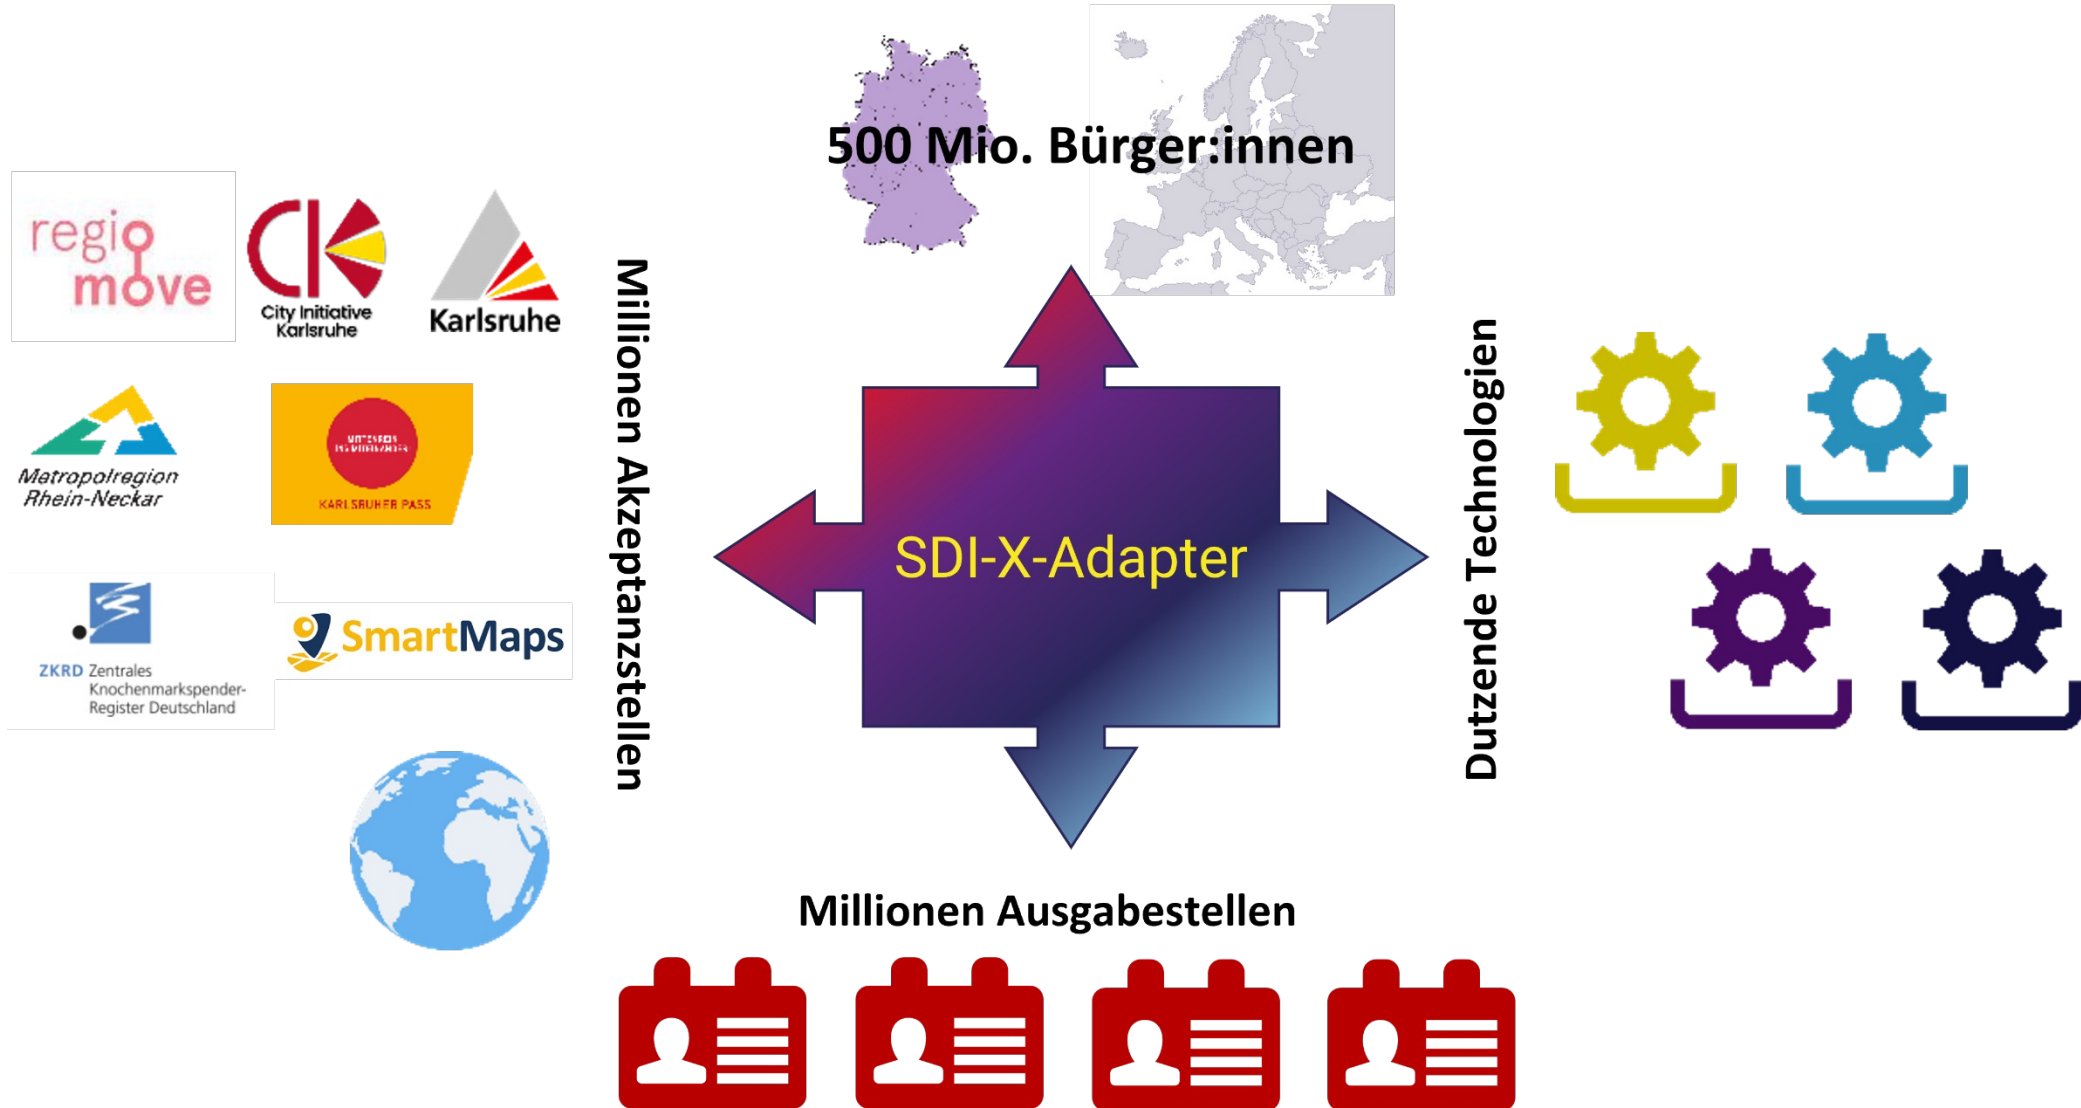 500 Mio. Bürger:innen
regio
move
CK
City Initiative
Karlsruhe
Karlsruhe
Metropolregion
Rhein-Neckar
KARLSRUHER PASS
ZKRD Zentrales
Knochenmarkspender-
Register Deutschland
SmartMaps
Millionen Akzeptanzstellen
SDI-X-Adapter
Dutzende Technologien
Millionen Ausgabestellen